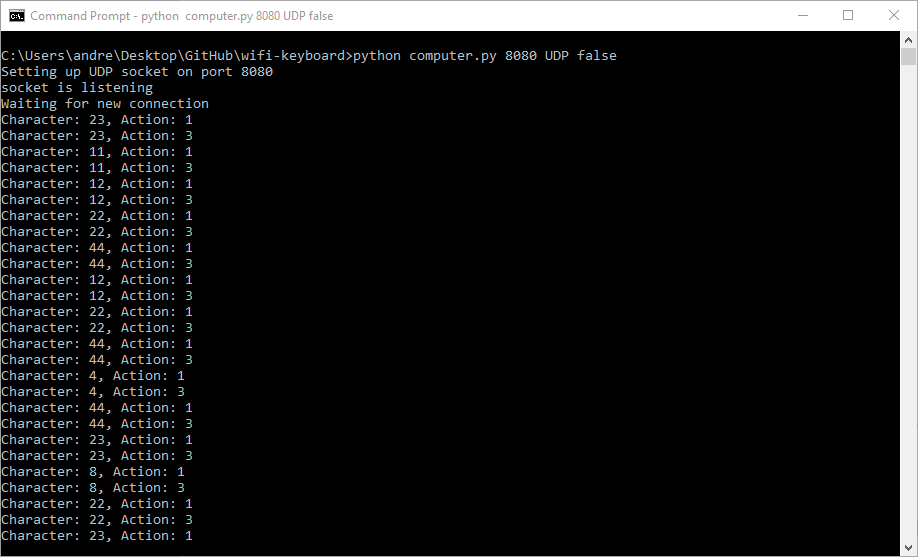 Command Prompt - python  computer.py 8080 UDP false
C:\Users\andre\Desktop\GitHub\wifi-keyboard>python computer.py 8080 UDP false
Setting up UDP socket on port 8080
socket is listening
Waiting for new connection
Character: 23, Action: 1
Character: 23, Action: 3
Character: 11, Action: 1
Character: 11, Action: 3
Character: 12, Action: 1
Character: 12, Action: 3
Character: 22, Action: 1
Character: 22, Action: 3
Character: 44, Action: 1
Character: 44, Action: 3
Character: 12, Action: 1
Character: 12, Action: 3
Character: 22, Action: 1
Character: 22, Action: 3
Character: 44, Action: 1
Character: 44, Action: 3
Character: 4, Action: 1
Character: 4, Action: 3
Character: 44, Action: 1
Character: 44, Action: 3
Character: 23, Action: 1
Character: 23, Action: 3
Character: 8, Action: 1
Character: 8, Action: 3
Character: 22, Action: 1
Character: 22, Action: 3
Character: 23, Action: 1